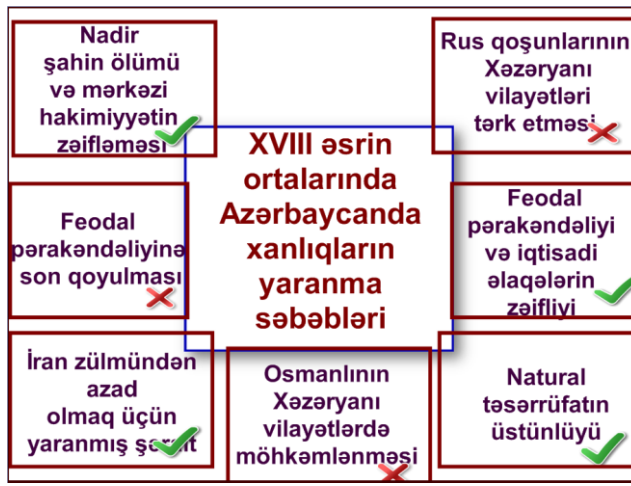 Nadir
şahin ölümü
və mərkəzi
hakimiyyətin
zəifləməsi
Rus qoşunlarının
Xəzəryanı
vilayətləri
tərk etməsi
XVIII əsrin
ortalarında
Azərbaycanda
xanlıqların
yaranma
səbəbləri
Feodal
pərakəndəliyinə
son qoyulması
Feodal
pərakəndəliyi
və iqtisadi
əlaqələrin
zəifliyi
İran zülmündən
azad
olmaq üçün
yaranmış şərait
Osmanlının
Xəzəryanı
vilayətlərdə
möhkəmlənməsi
Natural
təsərrüfatın
üstünlüyü